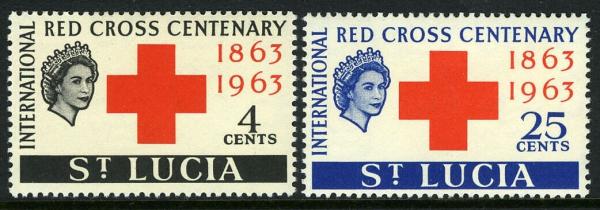 INTERNATIONAL
RED CROSS CENTENARY
1863
1963
4
CENTS
ST. LUCIA
INTERNATIONAL
RED CROSS CENTENARY
1863
1963
25
CENTS
ST. LUCIA